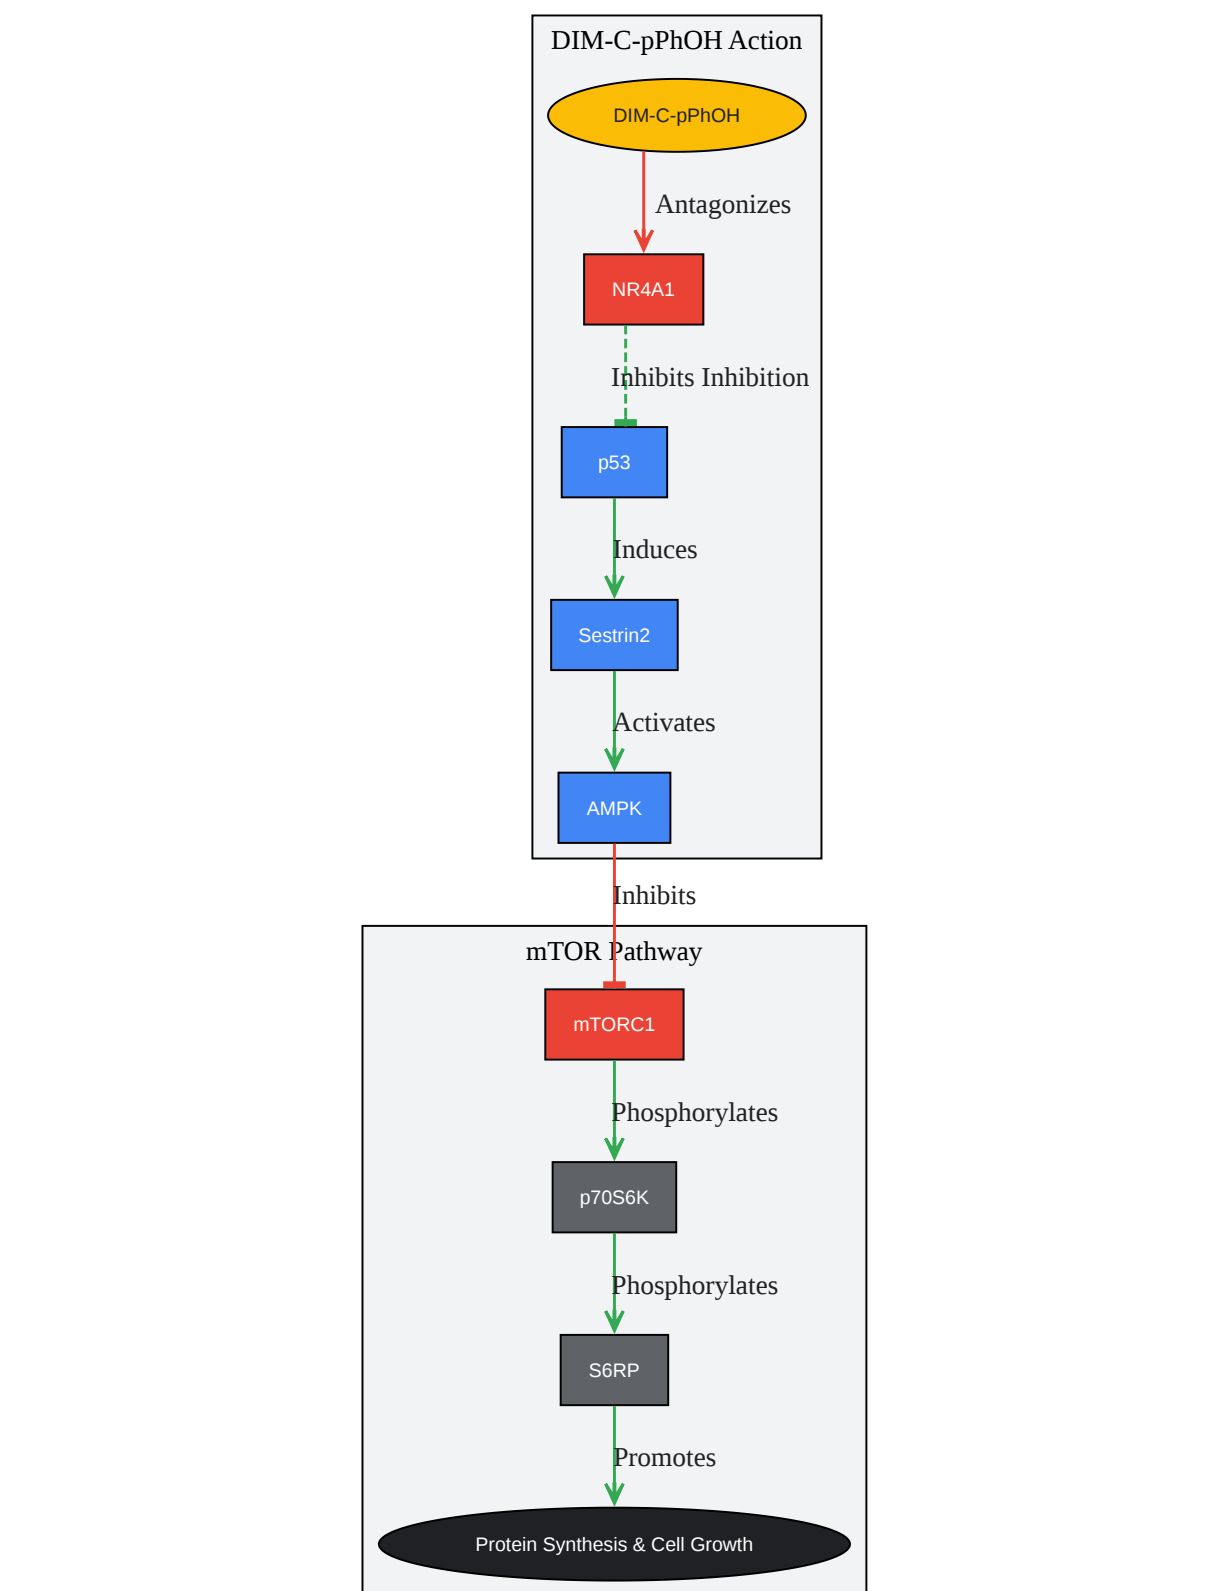 DIM-C-pPhOH Action
DIM-C-pPhOH
Antagonizes
NR4A1
Inhibits Inhibition
p53
Induces
Sestrin2
Activates
AMPK
Inhibits
mTOR Pathway
mTORC1
Phosphorylates
p70S6K
Phosphorylates
S6RP
Promotes
Protein Synthesis & Cell Growth